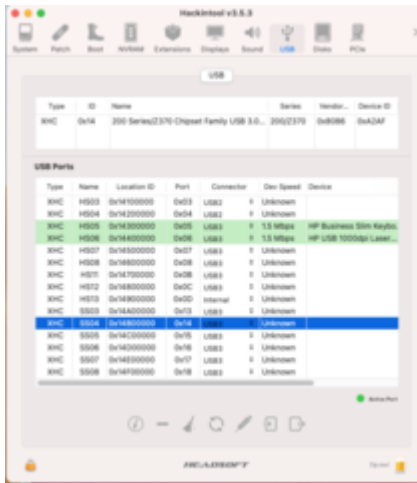 Hackintool v3.5.3
System Patch Boot NVRAM Extensions Displays Sound USB Disks PCIe
USB
Type ID Name Series Vendor... Device ID
XHC 0x14 200 Series/Z370 Chipset Family USB 3.0... 200/Z370 0x8086 0xA2AF
USB Ports
Type Name Location ID Port Connector Dev Speed Device
XHC HS03 0x14100000 0x03 USB2 Unknown
XHC HS04 0x14200000 0x04 USB2 Unknown
XHC HS05 0x14300000 0x05 USB3 1.5 Mbps HP Business Slim Keybo...
XHC HS06 0x14400000 0x06 USB3 1.5 Mbps HP USB 1000dpi Laser...
XHC HS07 0x14500000 0x07 USB3 Unknown
XHC HS08 0x14600000 0x08 USB3 Unknown
XHC HS11 0x14700000 USB3 Unknown
XHC HS12 0x14800000 0x0C USB3 Unknown
XHC HS13 0x14900000 0x0D Internal Unknown
XHC SS03 0x14A00000 0x13 USB3 Unknown
XHC SS04 0x14B00000 0x14 USB3 Unknown
XHC SS05 0x14C00000 0x15 USB3 Unknown
XHC SS06 0x14D00000 0x16 USB3 Unknown
XHC SS07 0x14E00000 0x17 USB3 Unknown
XHC SS08 0x14F00000 0x18 USB3 Unknown
Active Port
HEADSOFT